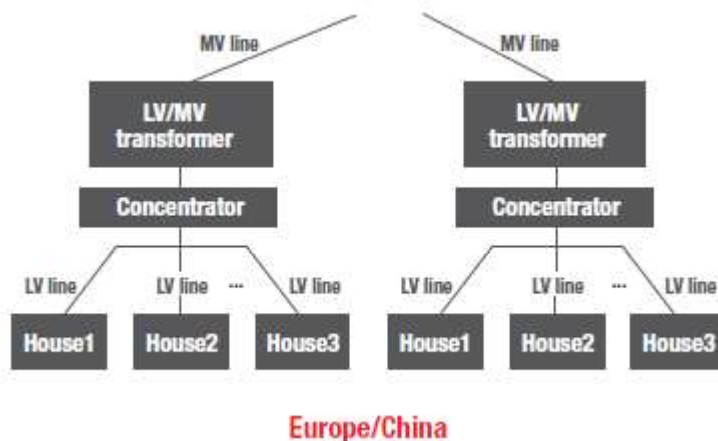 MV line MV line
LV/MV
transformer
LV/MV
transformer
Concentrator Concentrator
LV line LV line ... LV line LV line LV line ... LV line
House1 House2 House3 House1 House2 House3
Europe/China